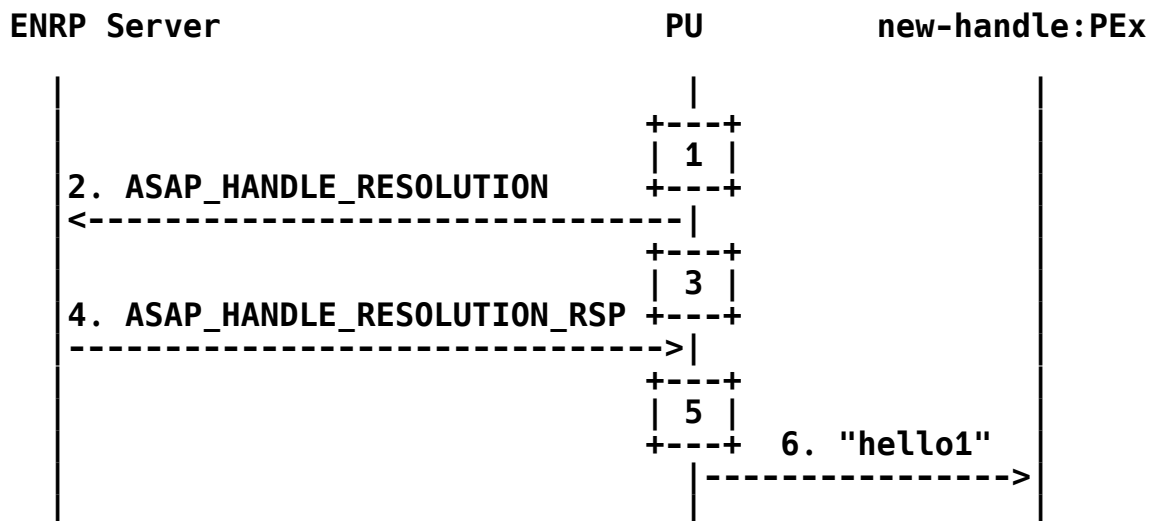 ENRP Server PU new-handle:PEx
1
2. ASAP_HANDLE_RESOLUTION
3
4. ASAP_HANDLE_RESOLUTION_RSP
5
6. "hello1"